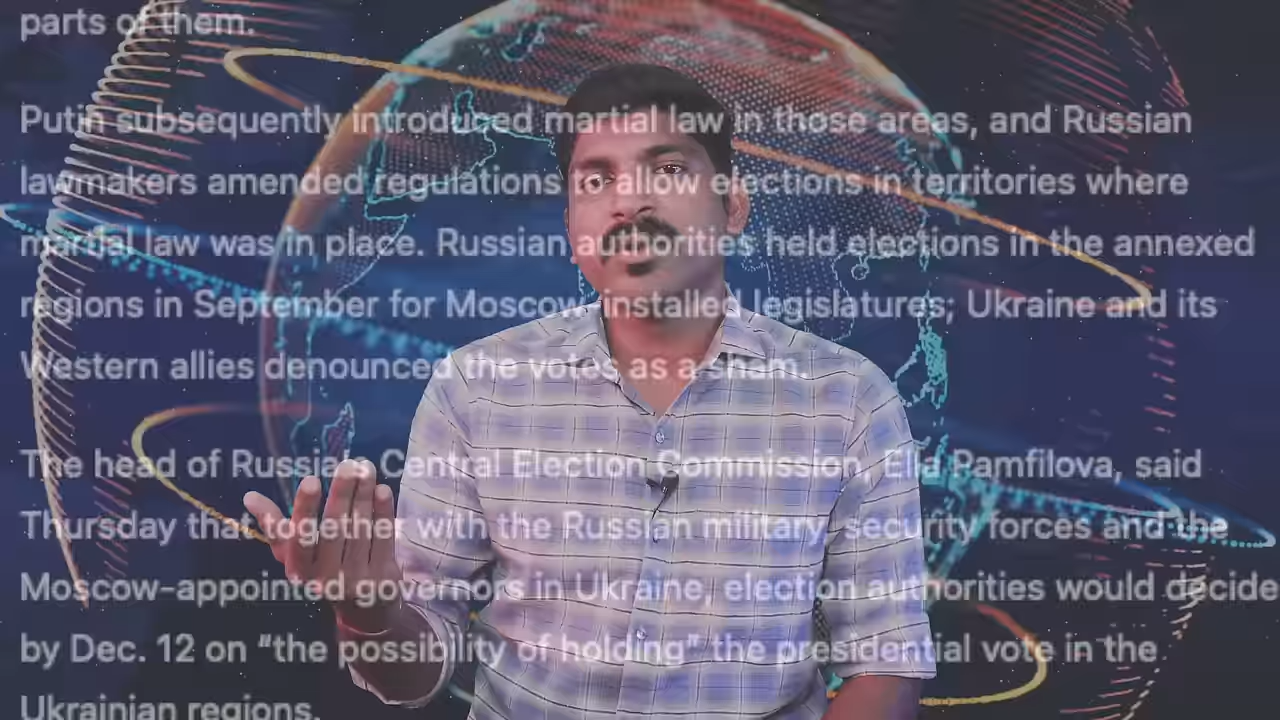 parts of them.
Putin subsequently introduced martial law in those areas, and Russian
lawmakers amended regulations to allow elections in territories where
martial law was in place. Russian authorities held elections in the annexed
regions in September for Moscow-installed legislatures; Ukraine and its
Western allies denounced the votes as a sham.
The head of Russia's Central Election Commission, Ella Pamfilova, said
Thursday that together with the Russian military, security forces and the
Moscow-appointed governors in Ukraine, election authorities would decide
by Dec. 12 on “the possibility of holding” the presidential vote in the
Ukrainian regions.